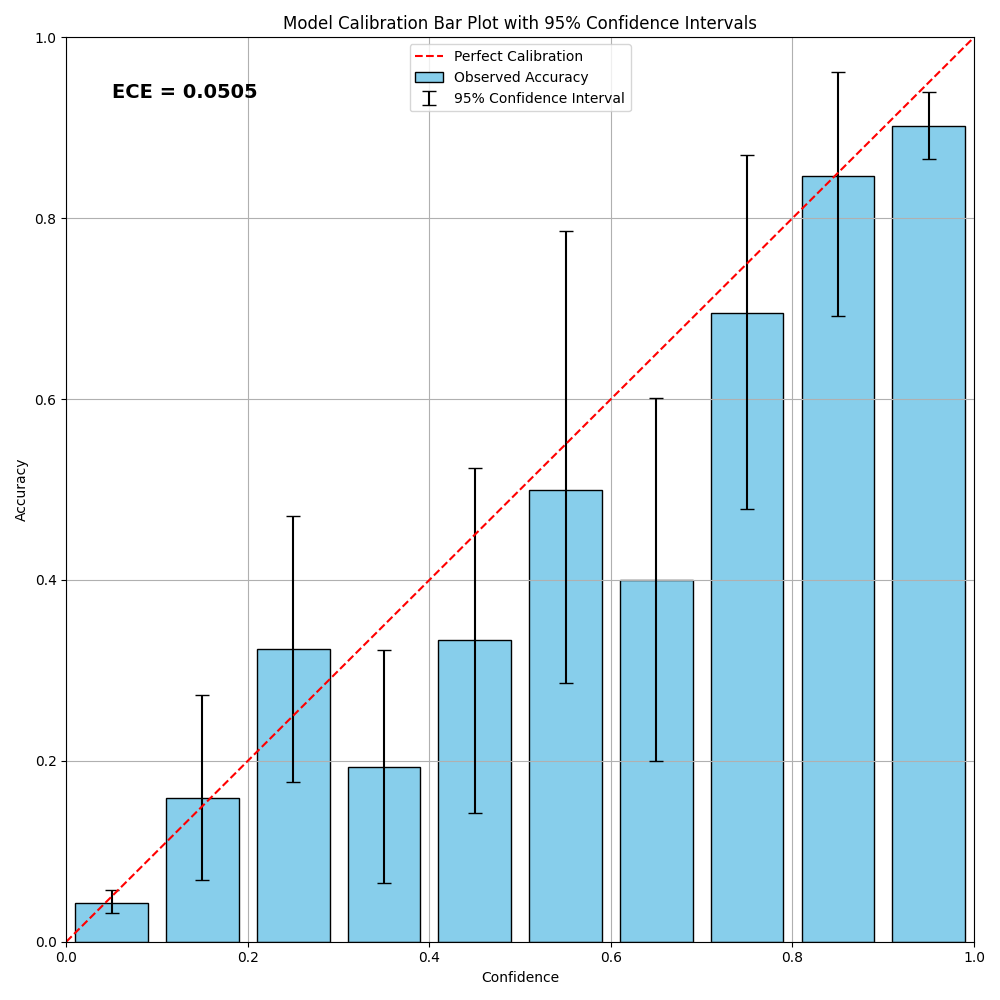 Model Calibration Bar Plot with 95% Confidence Intervals
ECE = 0.0505
Perfect Calibration
Observed Accuracy
95% Confidence Interval
Accuracy
1.0
0.8
0.6
0.4
0.2
0.0
0.0 0.2 0.4 0.6 0.8 1.0
Confidence